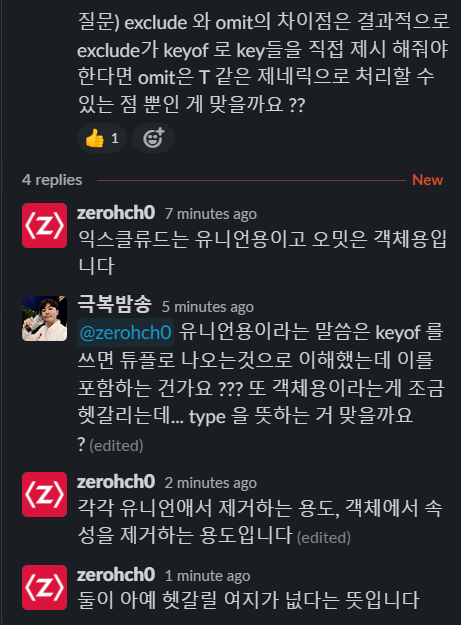 질문) exclude 와 omit의 차이점은 결과적으로
exclude가 keyof 로 key들을 직접 제시 해줘야
한다면 omit은 T 같은 제네릭으로 처리할 수
있는 점 뿐인 게 맞을까요 ??
1
4 replies
New
zerohch0 7 minutes ago
익스클류드는 유니언용이고 오밋은 객체용입
니다
극복밤송 5 minutes ago
@zerohch0 유니언용이라는 말씀은 keyof 를
쓰면 튜플로 나오는것으로 이해했는데 이를
포함하는 건가요 ??? 또 객체용이라는게 조금
헷갈리는데... type 을 뜻하는 거 맞을까요
? (edited)
zerohch0 2 minutes ago
각각 유니언애서 제거하는 용도, 객체에서 속
성을 제거하는 용도입니다 (edited)
zerohch0 1 minute ago
둘이 아예 헷갈릴 여지가 없다는 뜻입니다